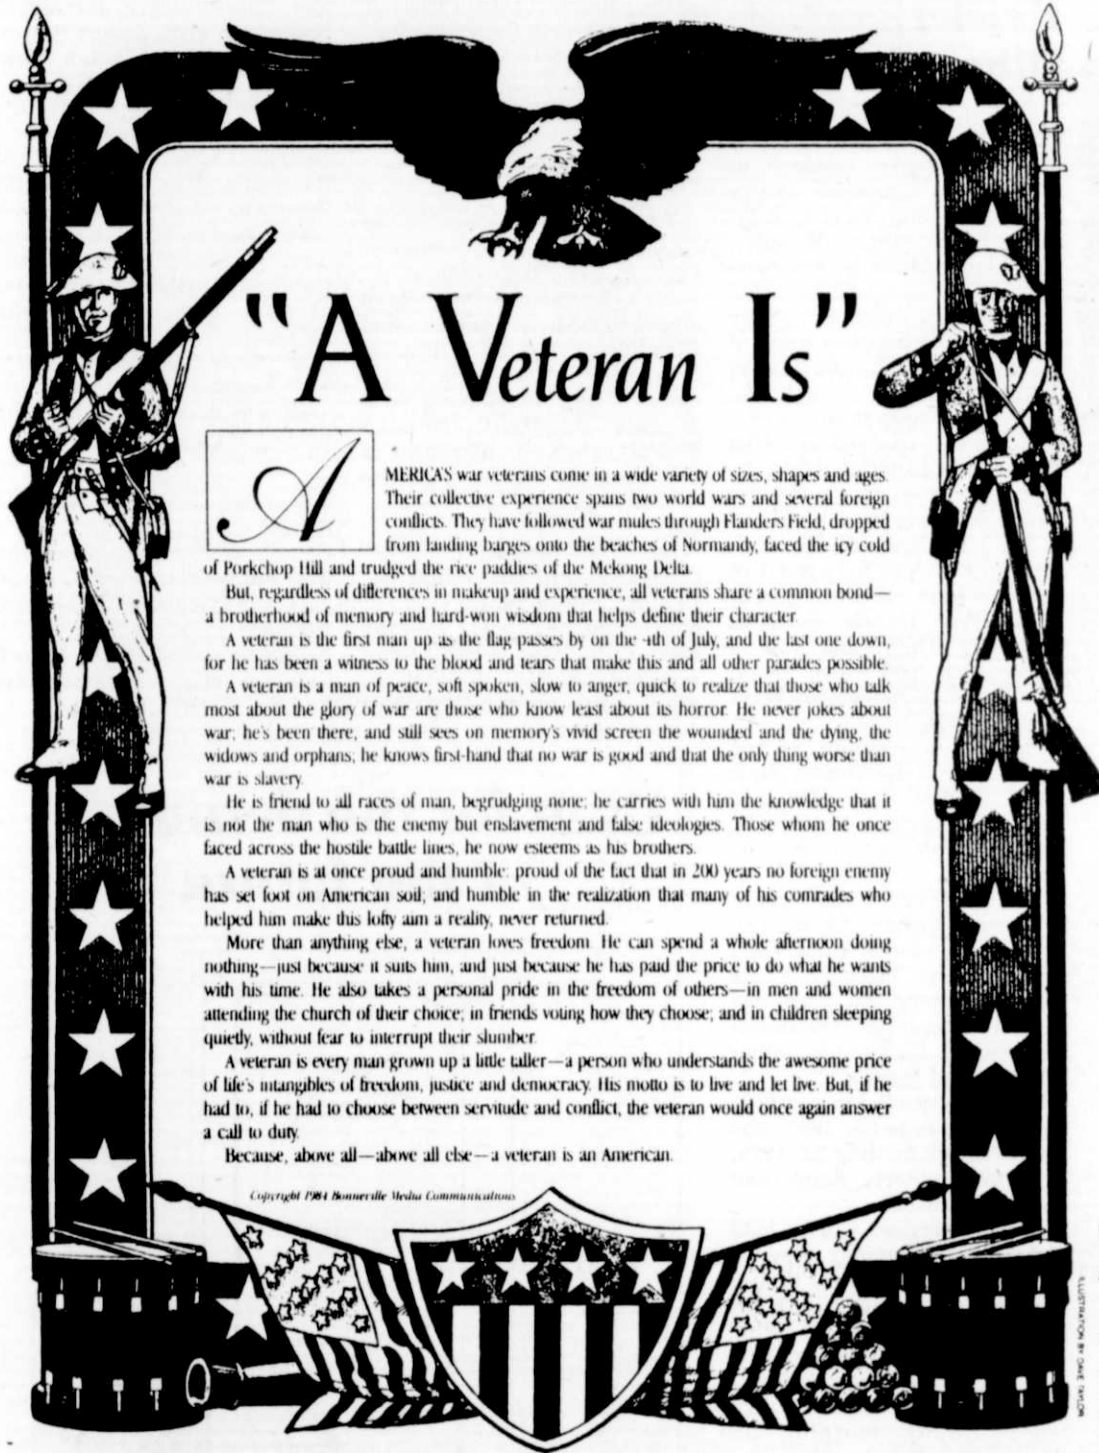 "A Veteran Is"
AMERICA'S war veterans come in a wide variety of sizes, shapes and ages.
Their collective experience spans two world wars and several foreign
conflicts. They have followed war mules through Flanders Field, dropped
from landing barges onto the beaches of Normandy, faced the icy cold
of Porkchop Hill and trudged the rice paddies of the Mekong Delta.
But, regardless of differences in makeup and experience, all veterans share a common bond—
a brotherhood of memory and hard-won wisdom that helps define their character.
A veteran is the first man up as the flag passes by on the 4th of July, and the last one down,
for he has been a witness to the blood and tears that make this and all other parades possible.
A veteran is a man of peace, soft spoken, slow to anger, quick to realize that those who talk
most about the glory of war are those who know least about its horror. He never jokes about
war; he's been there, and still sees on memory's vivid screen the wounded and the dying, the
widows and orphans; he knows first-hand that no war is good and that the only thing worse than
war is slavery.
He is friend to all races of man, begrudging none; he carries with him the knowledge that it
is not the man who is the enemy but enslavement and false ideologies. Those whom he once
faced across the hostile battle lines, he now esteems as his brothers.
A veteran is at once proud and humble: proud of the fact that in 200 years no foreign enemy
has set foot on American soil; and humble in the realization that many of his comrades who
helped him make this lofty aim a reality, never returned.
More than anything else, a veteran loves freedom. He can spend a whole afternoon doing
nothing—just because it suits him, and just because he has paid the price to do what he wants
with his time. He also takes a personal pride in the freedom of others—in men and women
attending the church of their choice; in friends voting how they choose; and in children sleeping
quietly, without fear to interrupt their slumber.
A veteran is every man grown up a little taller—a person who understands the awesome price
of life's intangibles of freedom, justice and democracy. His motto is to live and let live. But, if he
had to, if he had to choose between servitude and conflict, the veteran would once again answer
a call to duty.
Because, above all—above all else—a veteran is an American.
Copyright 1984 Bonneville Media Communications
ILLUSTRATION BY DAVE TAYLOR